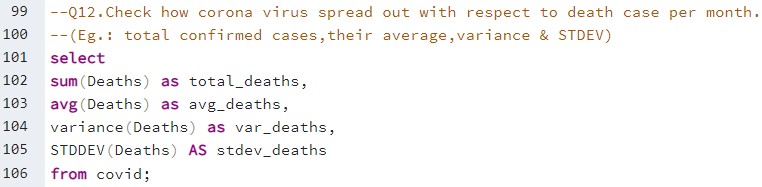 99 --Q12.Check how corona virus spread out with respect to death case per month.
100 --(Eg.: total confirmed cases,their average,variance & STDEV)
101 select
102 sum(Deaths) as total_deaths,
103 avg(Deaths) as avg_deaths,
104 variance(Deaths) as var_deaths,
105 STDDEV(Deaths) AS stdev_deaths
106 from covid;